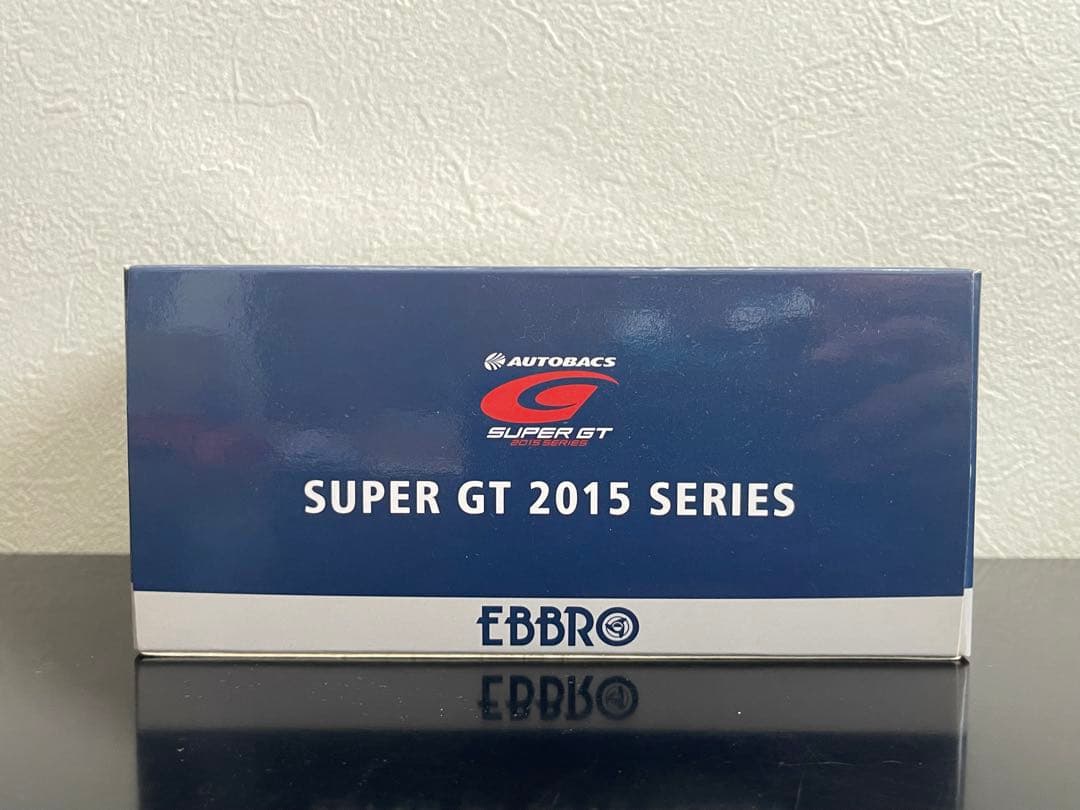 AUTOBACS
SUPER GT
2015 SERIES
SUPER GT 2015 SERIES
EBBRO